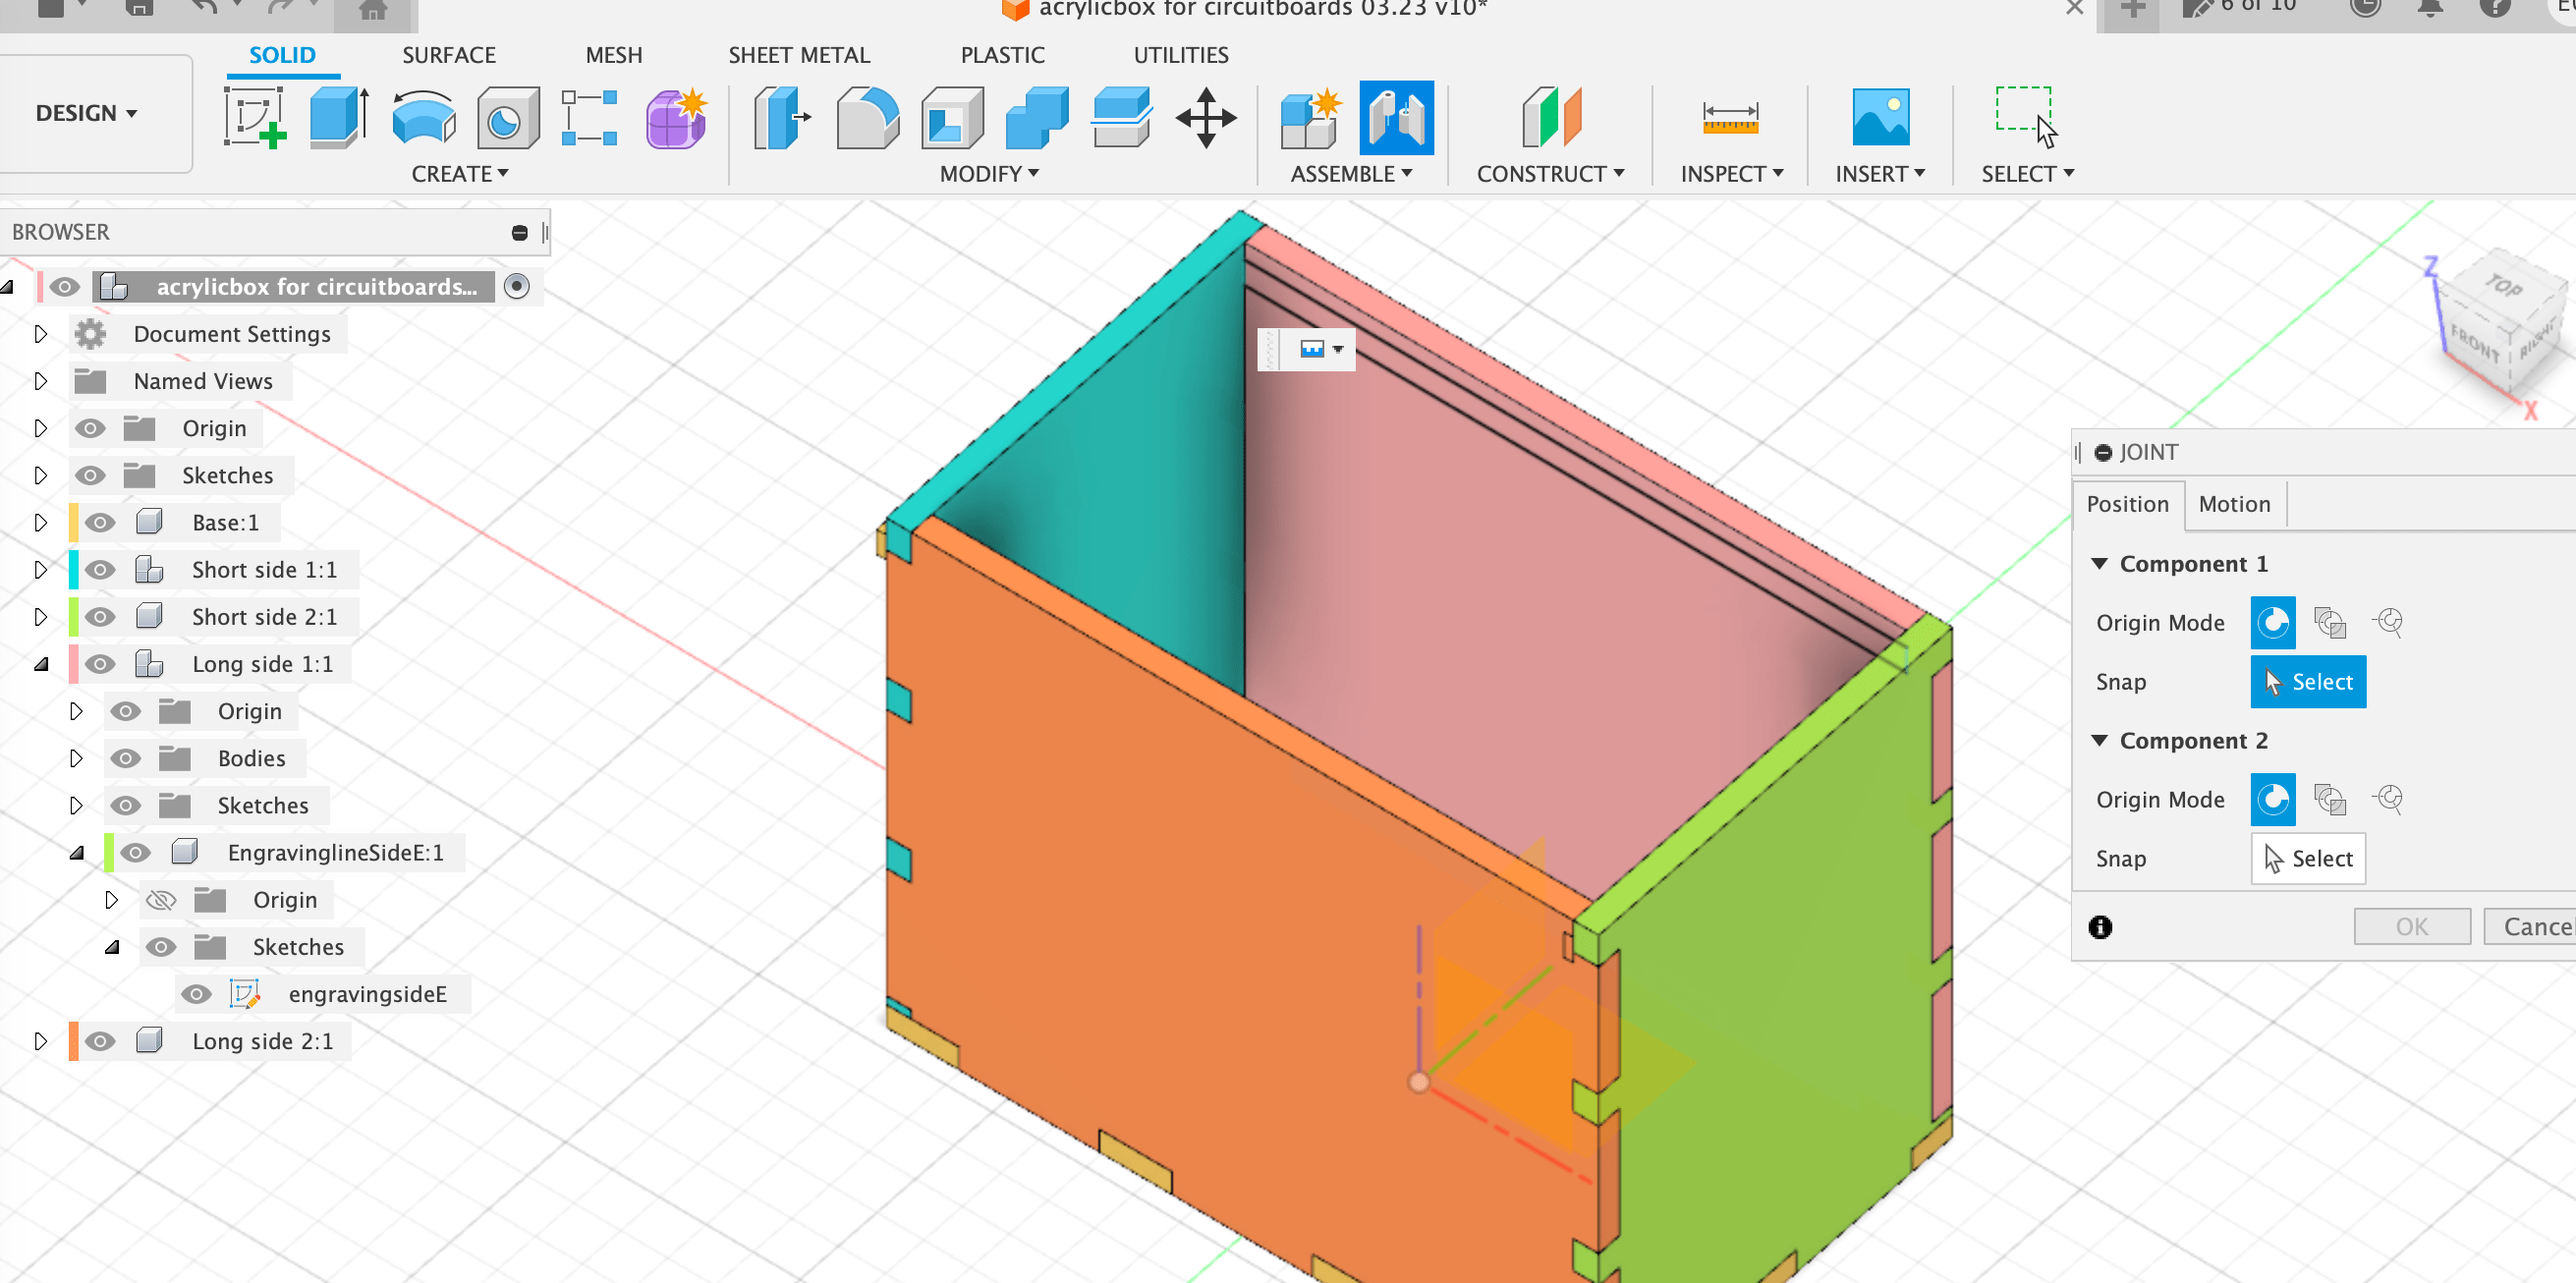 acrylicbox for circuitboards 03.23 v10*
6 of 10
SOLID SURFACE MESH SHEET METAL PLASTIC UTILITIES
DESIGN
CREATE MODIFY ASSEMBLE CONSTRUCT INSPECT INSERT SELECT
BROWSER
acrylicbox for circuitboards...
Document Settings
Named Views
Origin
Sketches
Base:1
Short side 1:1
Short side 2:1
Long side 1:1
Origin
Bodies
Sketches
EngravinglineSideE:1
Origin
Sketches
engravingsideE
Long side 2:1
Z
TOP
FRONT
RIGHT
X
JOINT
Position Motion
Component 1
Origin Mode
Snap Select
Component 2
Origin Mode
Snap Select
OK Cancel